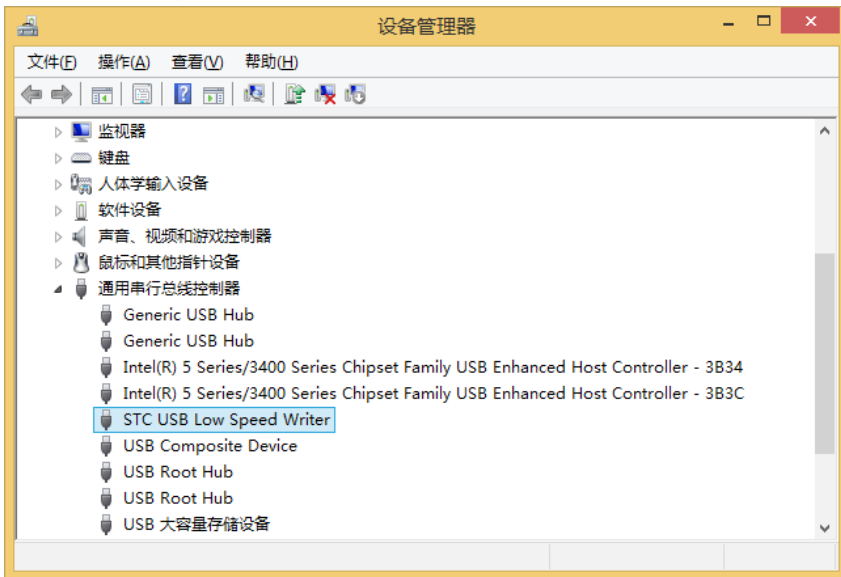 设备管理器
文件(F) 操作(A) 查看(V) 帮助(H)
监视器
键盘
人体学输入设备
软件设备
声音、视频和游戏控制器
鼠标和其他指针设备
通用串行总线控制器
Generic USB Hub
Generic USB Hub
Intel(R) 5 Series/3400 Series Chipset Family USB Enhanced Host Controller - 3B34
Intel(R) 5 Series/3400 Series Chipset Family USB Enhanced Host Controller - 3B3C
STC USB Low Speed Writer
USB Composite Device
USB Root Hub
USB Root Hub
USB 大容量存储设备